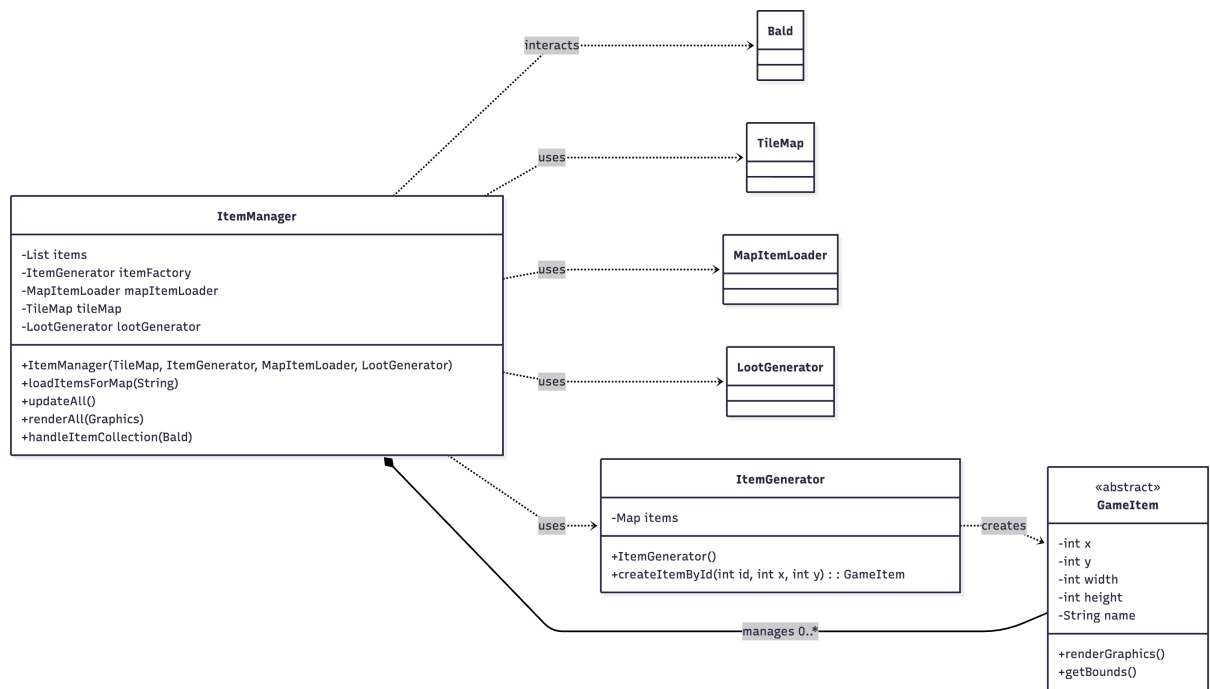 Bald
interacts
TileMap
uses
ItemManager
-List items
-ItemGenerator itemFactory
-MapItemLoader mapItemLoader
-TileMap tileMap
-LootGenerator lootGenerator
+ItemManager(TileMap, ItemGenerator, MapItemLoader, LootGenerator)
+loadItemsForMap(String)
+updateAll()
+renderAll(Graphics)
+handleItemCollection(Bald)
MapItemLoader
uses
LootGenerator
uses
ItemGenerator
-Map items
+ItemGenerator()
+createItemById(int id, int x, int y) : : GameItem
uses
creates
«abstract»
GameItem
-int x
-int y
-int width
-int height
-String name
+renderGraphics()
+getBounds()
manages 0..*